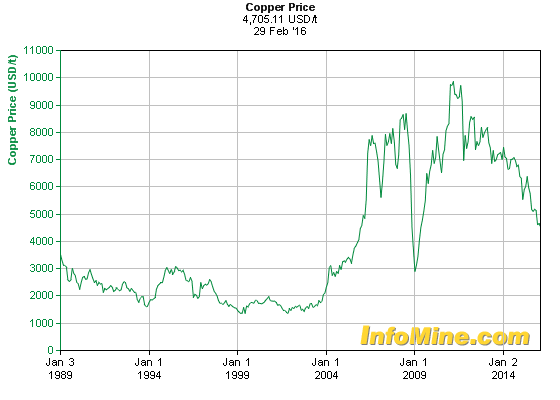 Copper Price
4,705.11 USD/t
29 Feb '16
Copper Price (USD/t)
11000
10000
9000
8000
7000
6000
5000
4000
3000
2000
1000
0
Jan 3 1989
Jan 1 1994
Jan 1 1999
Jan 1 2004
Jan 1 2009
Jan 2 2014
InfoMine.com